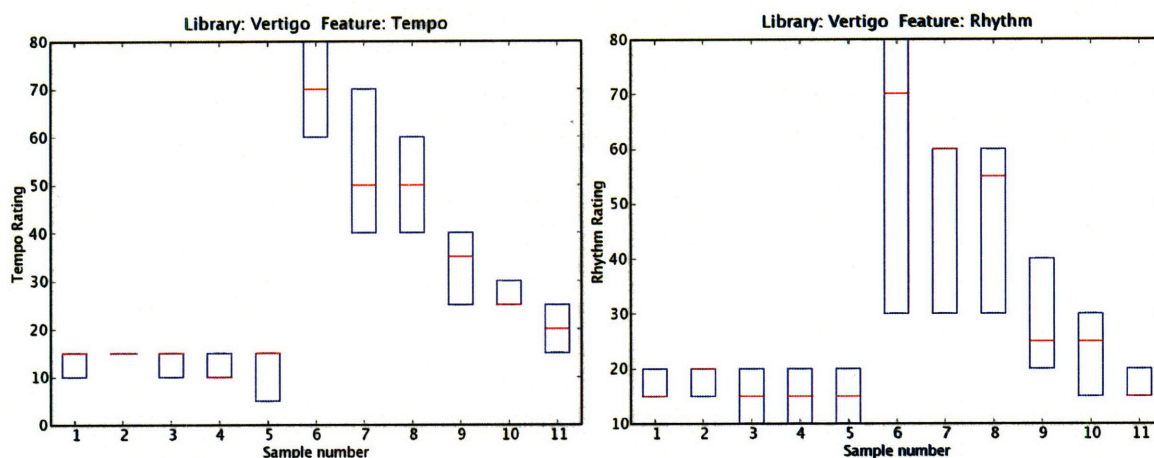 Library: Vertigo Feature: Tempo
80
70
60
50
40
30
20
10
0
Tempo Rating
1 2 3 4 5 6 7 8 9 10 11
Sample number
Library: Vertigo Feature: Rhythm
80
70
60
50
40
30
20
10
Rhythm Rating
1 2 3 4 5 6 7 8 9 10 11
Sample number